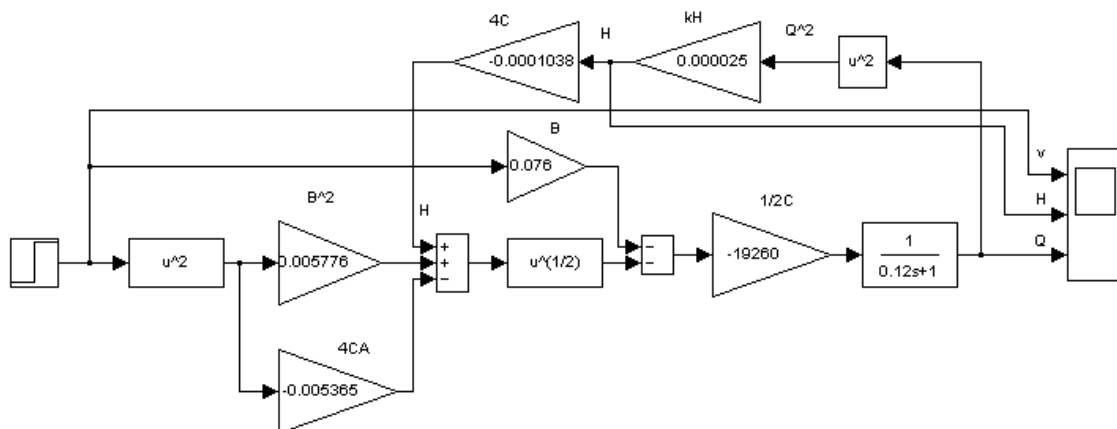 4C
H
kH
Q^2
-0.0001038
0.000025
u^2
B
0.076
v
B^2
H
1/2C
H
Q
u^2
0.005776
+
+
−
u^(1/2)
−
−
-19260
1
0.12s+1
4CA
-0.005365